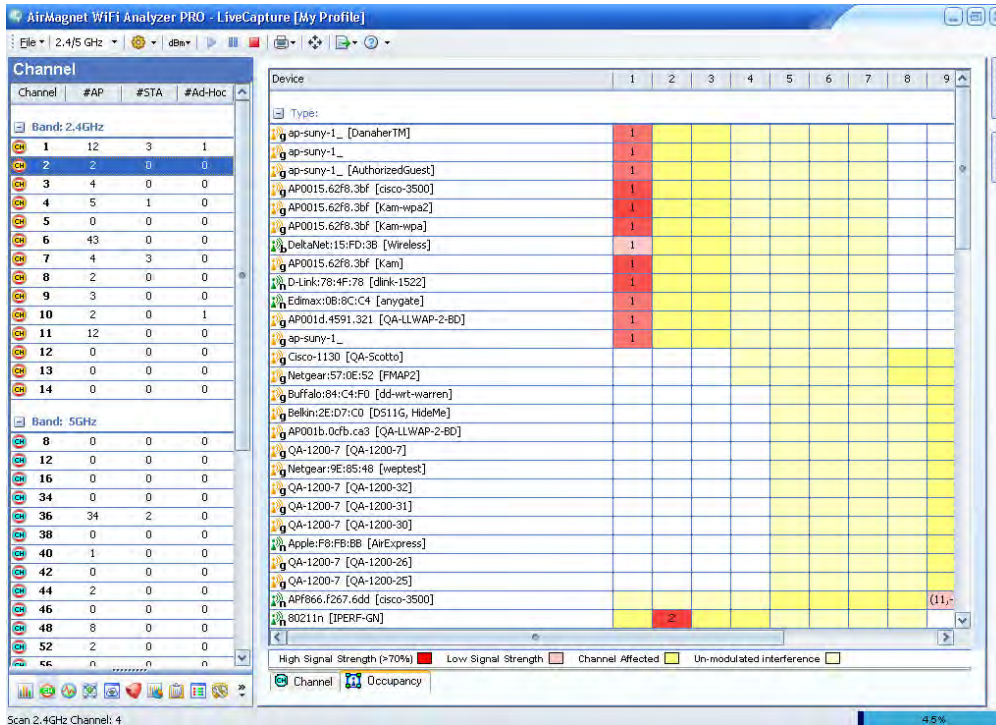 AirMagnet WiFi Analyzer PRO - LiveCapture [My Profile]
File 2.4/5 GHz dBm
Channel
Channel #AP #STA #Ad-Hoc
Band: 2.4GHz
1 12 3 1
2 2 0 0
3 4 0 0
4 5 1 0
5 0 0 0
6 43 0 0
7 4 3 0
8 2 0 0
9 3 0 0
10 2 0 1
11 12 0 0
12 0 0 0
13 0 0 0
14 0 0 0
Band: 5GHz
8 0 0 0
12 0 0 0
16 0 0 0
34 0 0 0
36 34 2 0
38 0 0 0
40 1 0 0
42 0 0 0
44 2 0 0
46 0 0 0
48 8 0 0
52 2 0 0
56 0 0 0
Device 1 2 3 4 5 6 7 8 9
Type:
g ap-suny-1_ [DanaherTM] 1
g ap-suny-1_ 1
g ap-suny-1_ [AuthorizedGuest] 1
g AP0015.62f8.3bf [cisco-3500] 1
g AP0015.62f8.3bf [Kam-wpa2] 1
g AP0015.62f8.3bf [Kam-wpa] 1
b DeltaNet:15:FD:3B [Wireless] 1
g AP0015.62f8.3bf [Kam] 1
n D-Link:78:4F:78 [dlink-1522] 1
n Edimax:0B:8C:C4 [anygate] 1
g AP001d.4591.321 [QA-LLWAP-2-BD] 1
g ap-suny-1_ 1
g Cisco-1130 [QA-Scotto]
g Netgear:57:0E:52 [FMAP2]
g Buffalo:84:C4:F0 [dd-wrt-warren]
g Belkin:2E:D7:C0 [DS11G, HideMe]
g AP001b.0cfb.ca3 [QA-LLWAP-2-BD]
g QA-1200-7 [QA-1200-7]
g Netgear:9E:85:48 [weptest]
g QA-1200-7 [QA-1200-32]
g QA-1200-7 [QA-1200-31]
g QA-1200-7 [QA-1200-30]
n Apple:F8:FB:BB [AirExpress]
g QA-1200-7 [QA-1200-26]
g QA-1200-7 [QA-1200-25]
n APf866.f267.6dd [cisco-3500] (11,-
n 80211n [IPERF-GN] 2
High Signal Strength (>70%) Low Signal Strength Channel Affected Un-modulated interference
Channel Occupancy
Scan 2.4GHz Channel: 4 4.5%